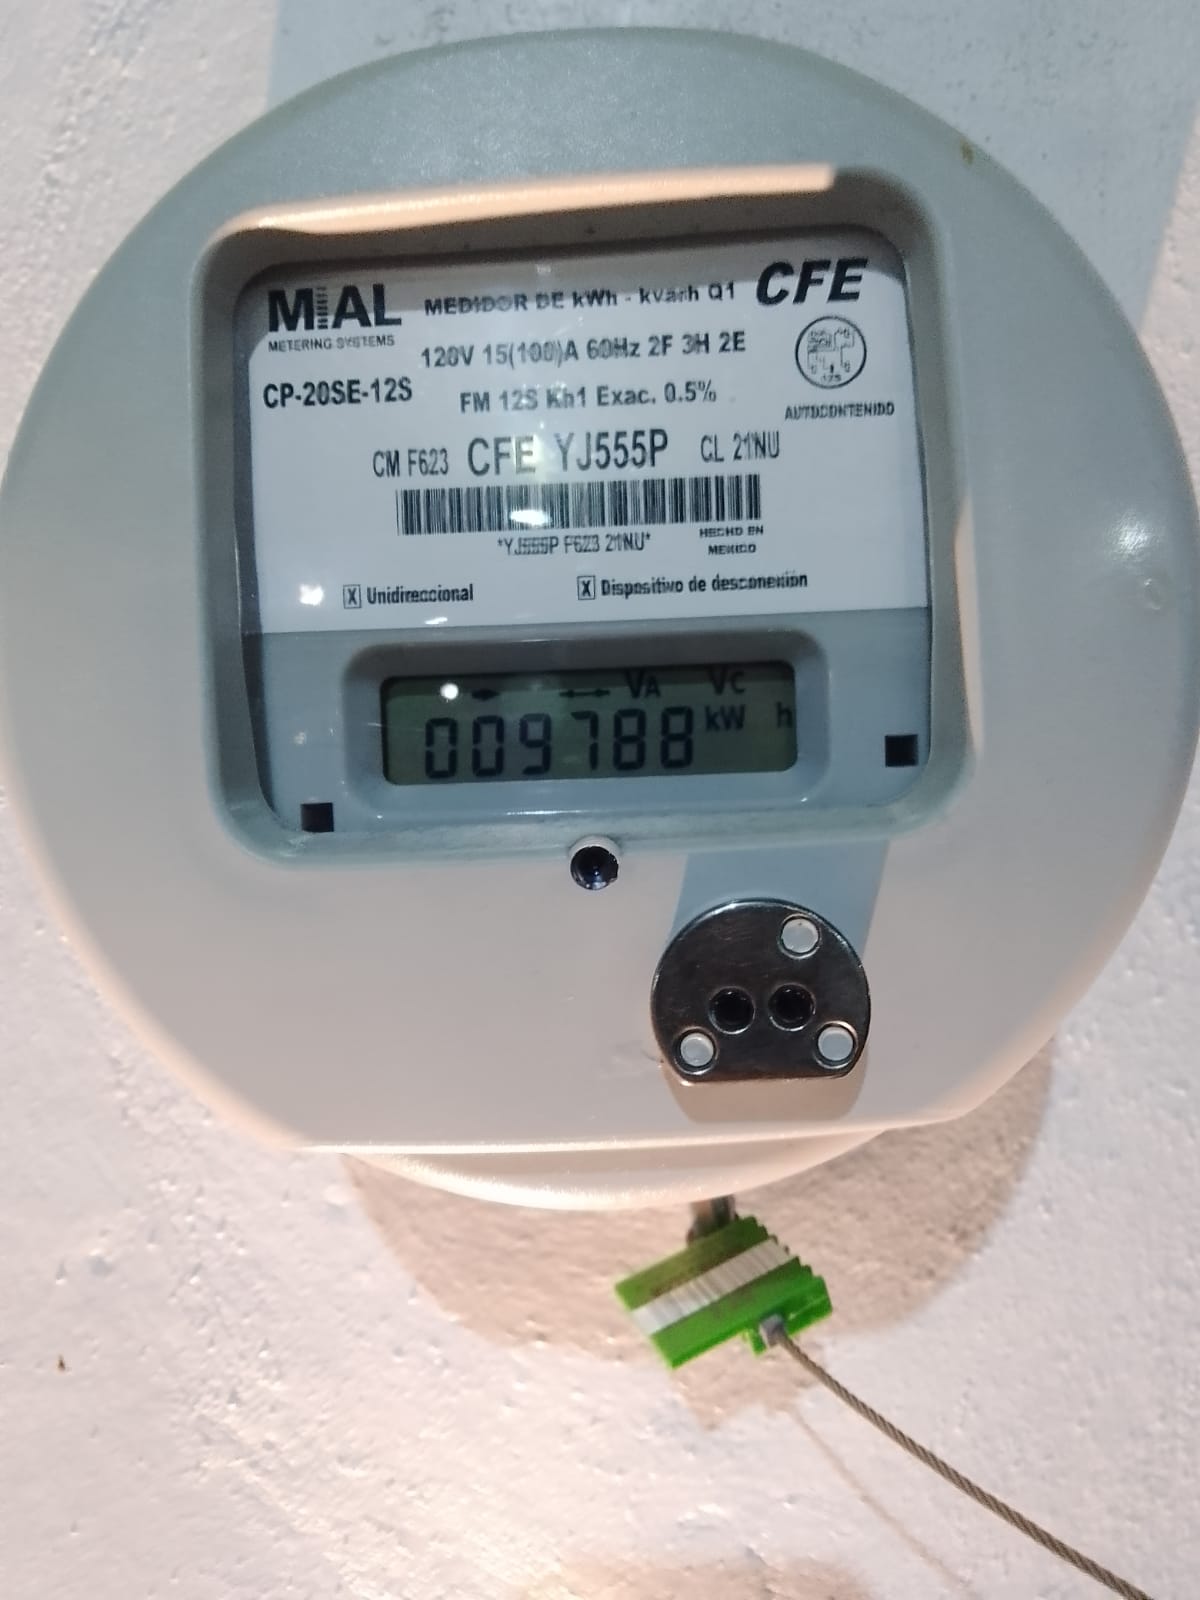 MIAL
METERING SYSTEMS
MEDIDOR DE kWh - kvarh Q1
CFE
120V 15(100)A 60Hz 2F 3H 2E
CP-20SE-12S
FM 12S Kh1 Exac. 0.5%
12S
AUTOCONTENIDO
CM F623 CFE YJ555P CL 21NU
*YJ555P F623 21NU*
HECHO EN
MEXICO
X Unidireccional
X Dispositivo de desconexión
VA VC
009788 kW h